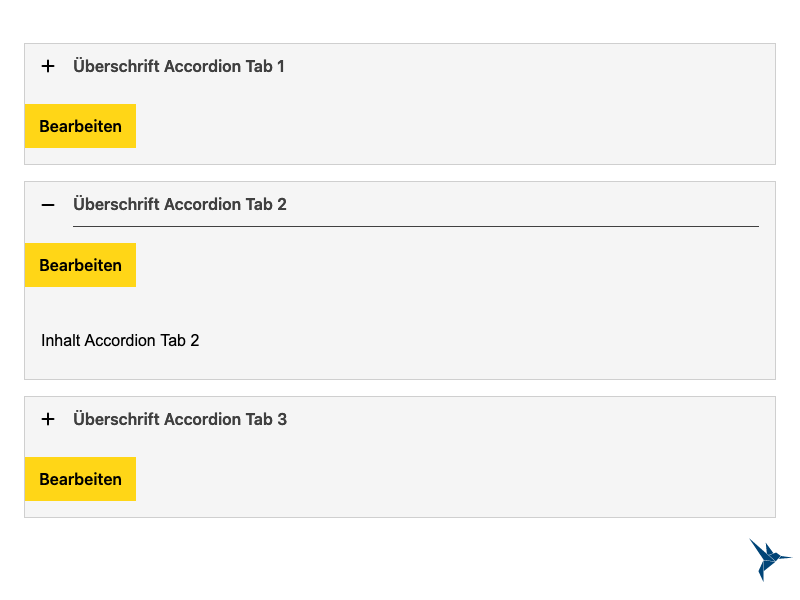 Überschrift Accordion Tab 1
Bearbeiten
Überschrift Accordion Tab 2
Bearbeiten
Inhalt Accordion Tab 2
Überschrift Accordion Tab 3
Bearbeiten